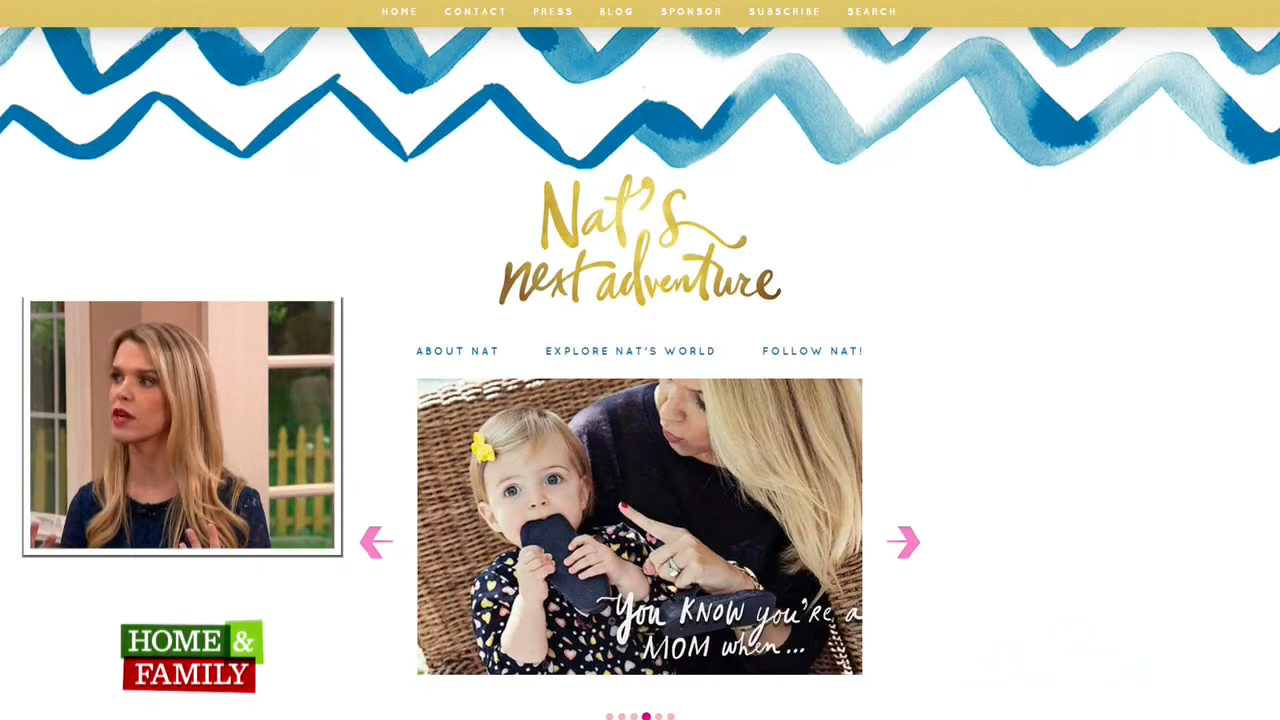 HOME CONTACT PRESS BLOG SPONSOR SUBSCRIBE SEARCH
Nat's
next adventure
ABOUT NAT EXPLORE NAT'S WORLD FOLLOW NAT!
You KNOW you're a
MOM when...
HOME &
FAMILY